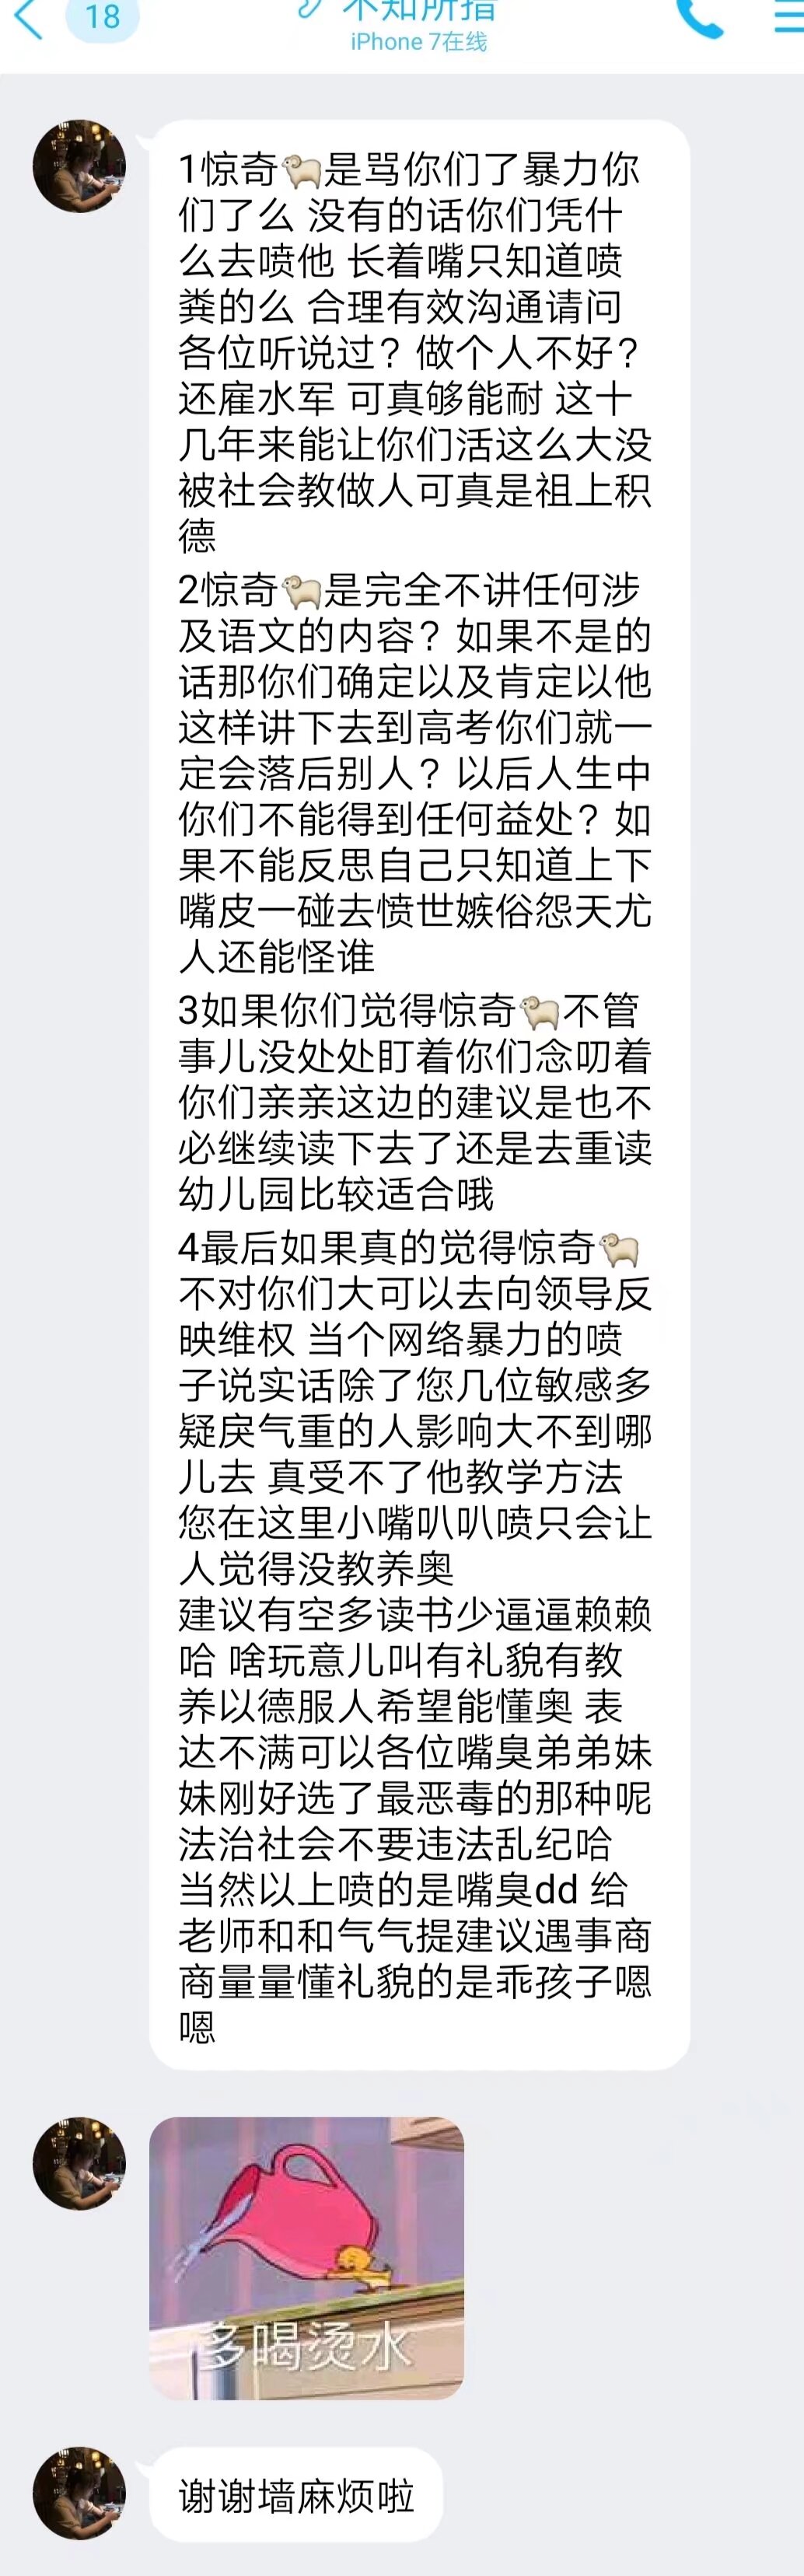 18
不知所措
iPhone 7在线
1惊奇🐏是骂你们了暴力你
们了么 没有的话你们凭什
么去喷他 长着嘴只知道喷
粪的么 合理有效沟通请问
各位听说过？做个人不好？
还雇水军 可真够能耐 这十
几年来能让你们活这么大没
被社会教做人可真是祖上积
德
2惊奇🐏是完全不讲任何涉
及语文的内容？如果不是的
话那你们确定以及肯定以他
这样讲下去到高考你们就一
定会落后别人？以后人生中
你们不能得到任何益处？如
果不能反思自己只知道上下
嘴皮一碰去愤世嫉俗怨天尤
人还能怪谁
3如果你们觉得惊奇🐏不管
事儿没处处盯着你们念叨着
你们亲亲这边的建议是也不
必继续读下去了还是去重读
幼儿园比较适合哦
4最后如果真的觉得惊奇🐏
不对你们大可以去向领导反
映维权 当个网络暴力的喷
子说实话除了您几位敏感多
疑戾气重的人影响大不到哪
儿去 真受不了他教学方法
您在这里小嘴叭叭喷只会让
人觉得没教养奥
建议有空多读书少逼逼赖赖
哈 啥玩意儿叫有礼貌有教
养以德服人希望能懂奥 表
达不满可以各位嘴臭弟弟妹
妹刚好选了最恶毒的那种呢
法治社会不要违法乱纪哈
当然以上喷的是嘴臭dd 给
老师和和气气提建议遇事商
商量量懂礼貌的是乖孩子嗯
嗯
多喝烫水
谢谢墙麻烦啦